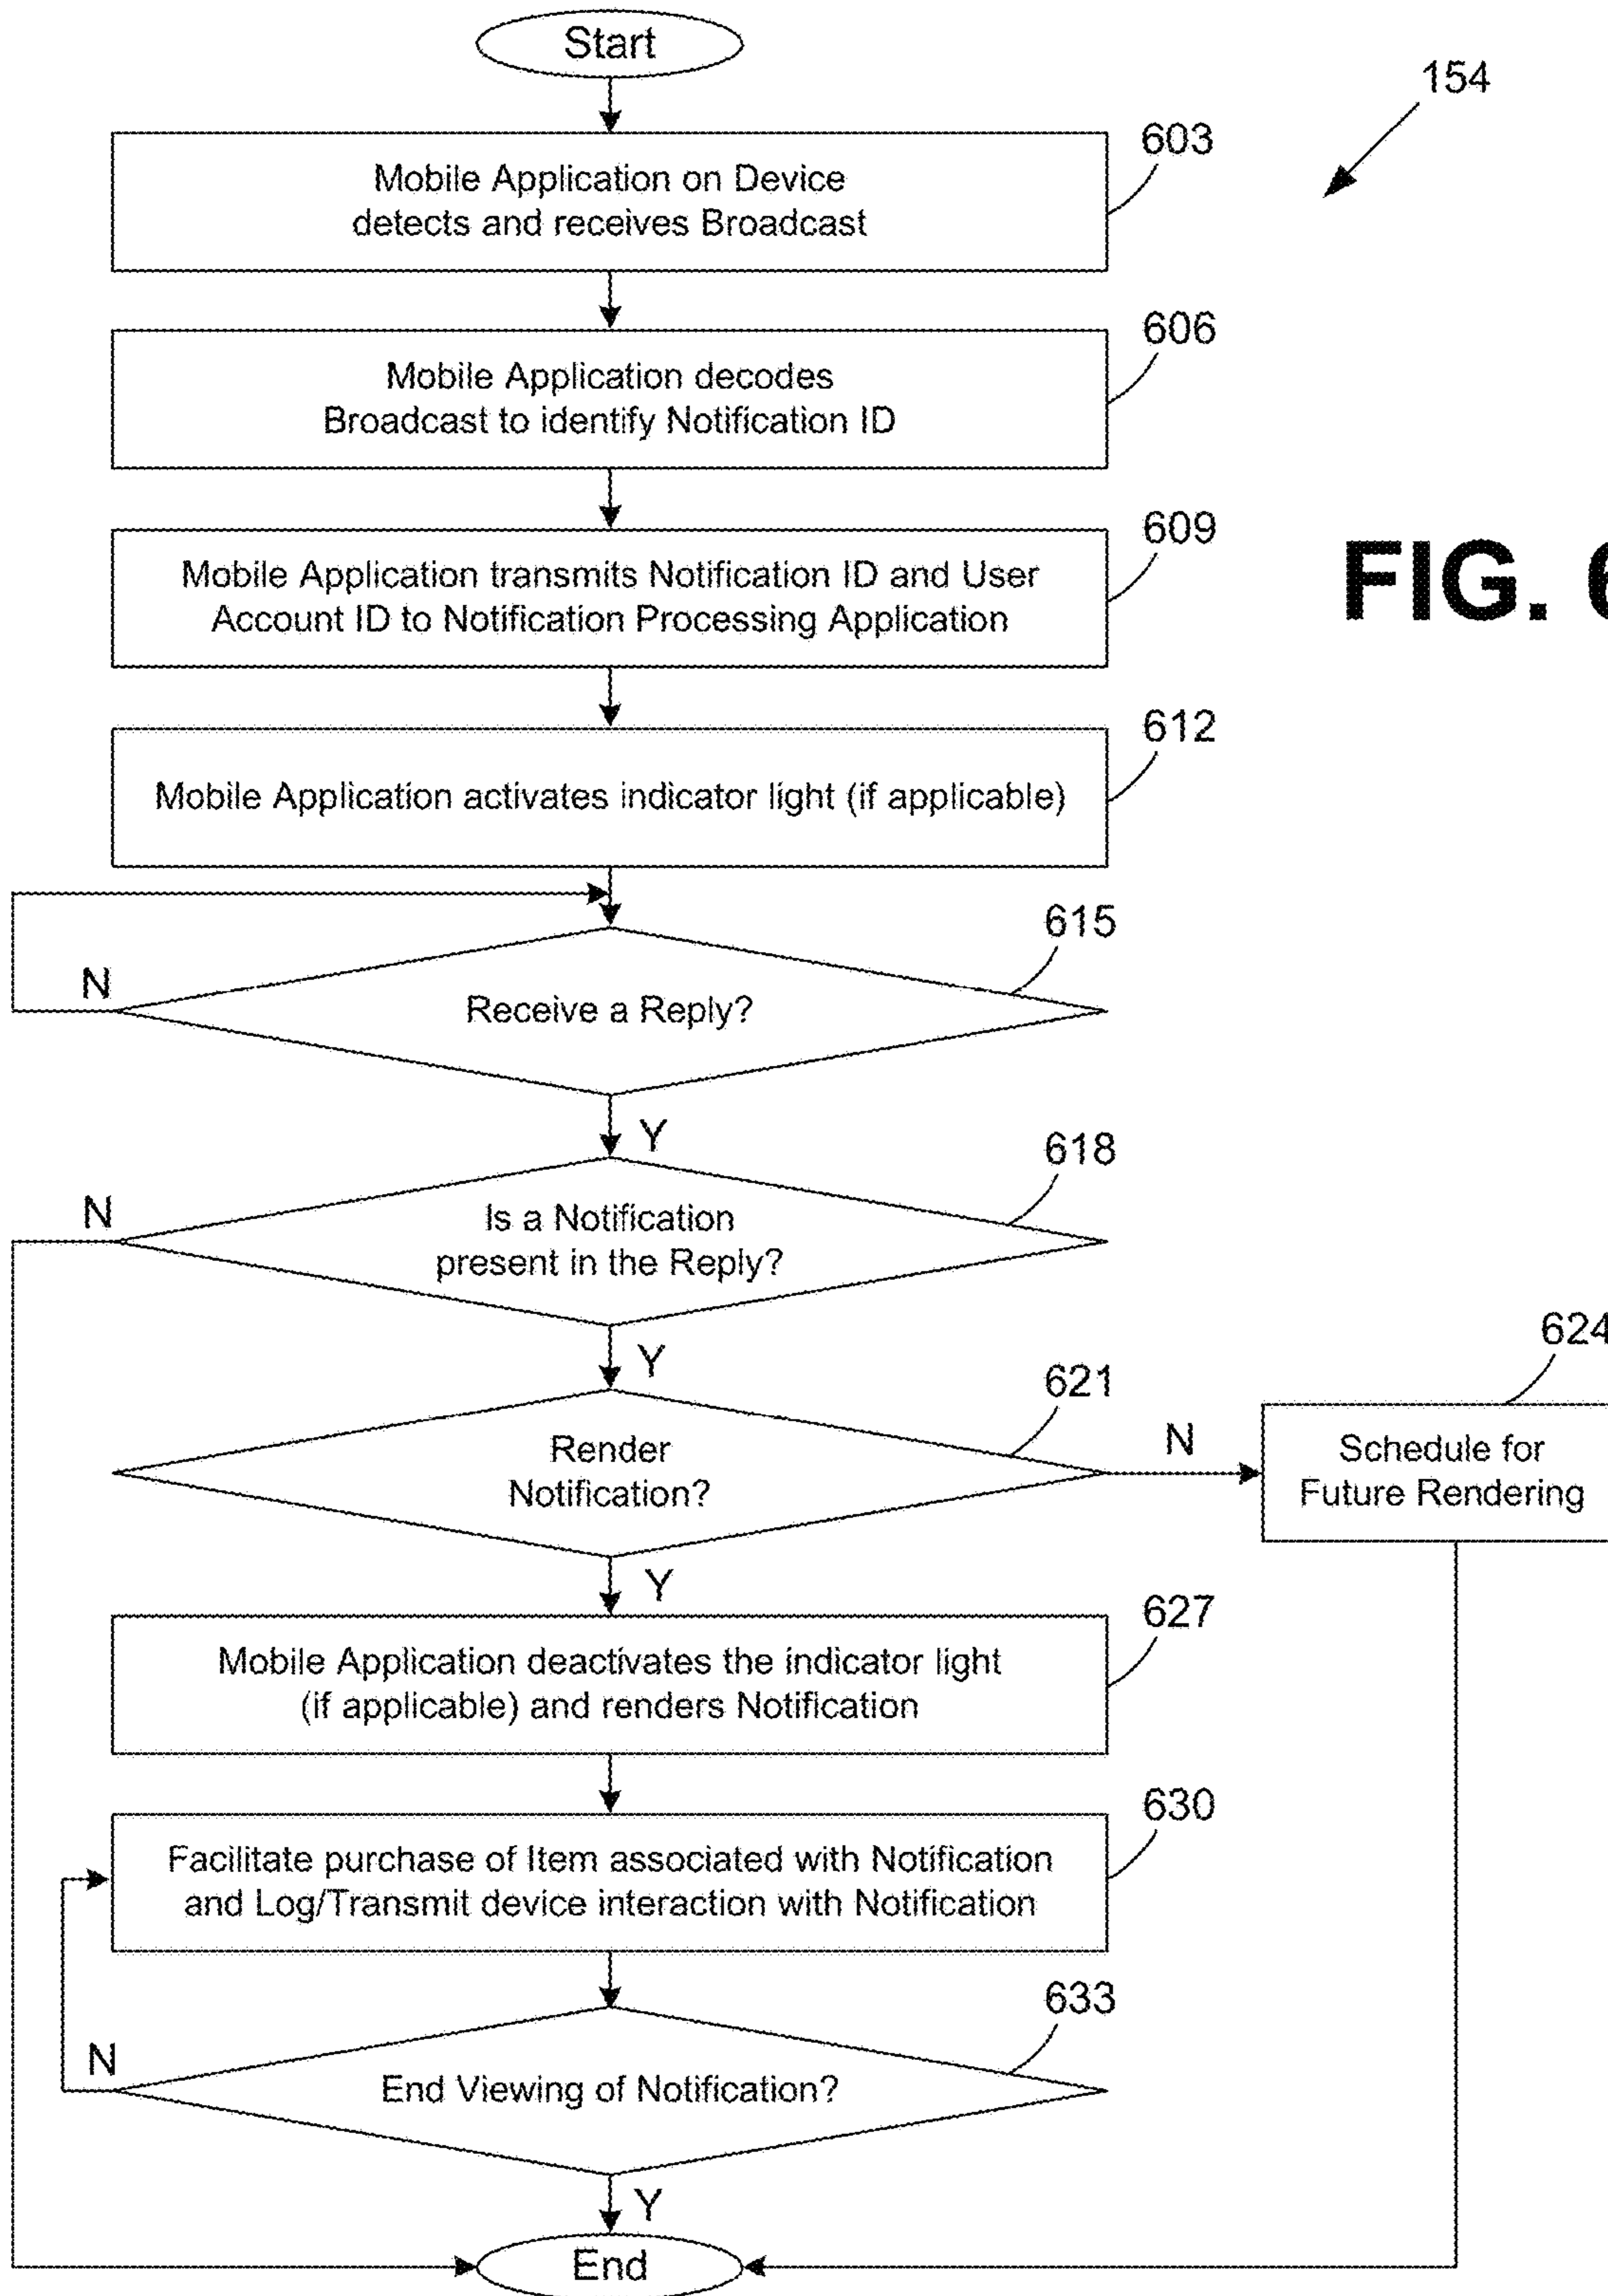 Start
154
603
Mobile Application on Device
detects and receives Broadcast
606
Mobile Application decodes
Broadcast to identify Notification ID
609
Mobile Application transmits Notification ID and User
Account ID to Notification Processing Application
FIG. 6
612
Mobile Application activates indicator light (if applicable)
615
N
Receive a Reply?
Y
618
N
Is a Notification
present in the Reply?
Y
624
621
N
Render
Notification?
Schedule for
Future Rendering
Y
627
Mobile Application deactivates the indicator light
(if applicable) and renders Notification
630
Facilitate purchase of Item associated with Notification
and Log/Transmit device interaction with Notification
633
N
End Viewing of Notification?
Y
End